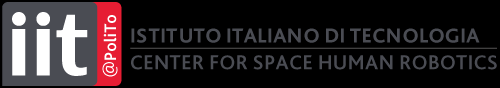 iit
@PoliTo
ISTITUTO ITALIANO DI TECNOLOGIA
CENTER FOR SPACE HUMAN ROBOTICS